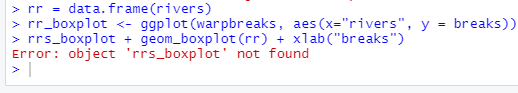 > rr = data.frame(rivers)
> rr_boxplot <- ggplot(warpbreaks, aes(x="rivers", y = breaks))
> rrs_boxplot + geom_boxplot(rr) + xlab("breaks")
Error: object 'rrs_boxplot' not found
>